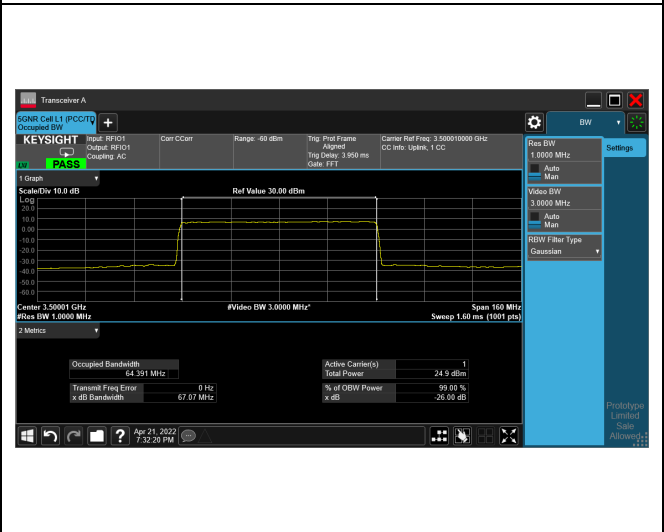 Transceiver A
5GNR Cell L1 (PCC/TD
Occupied BW
BW
KEYSIGHT
PASS
Input: RFIO1
Output: RFIO1
Coupling: AC
Corr CCorr
Range: -60 dBm
Trig: Prot Frame
Aligned
Trig Delay: 3.950 ms
Gate: FFT
Carrier Ref Freq: 3.500010000 GHz
CC Info: Uplink, 1 CC
1 Graph
Scale/Div 10.0 dB
Ref Value 30.00 dBm
Log
20.0
10.0
0.00
-10.0
-20.0
-30.0
-40.0
-50.0
-60.0
Center 3.50001 GHz
#Video BW 3.0000 MHz*
Span 160 MHz
#Res BW 1.0000 MHz
Sweep 1.60 ms (1001 pts)
2 Metrics
Occupied Bandwidth
64.391 MHz
Active Carrier(s) 1
Total Power 24.9 dBm
Transmit Freq Error 0 Hz
x dB Bandwidth 67.07 MHz
% of OBW Power 99.00 %
x dB -26.00 dB
Res BW
1.0000 MHz
Auto
Man
Video BW
3.0000 MHz
Auto
Man
RBW Filter Type
Gaussian
Settings
Prototype
Limited
Sale
Allowed
?
Apr 21, 2022
7:32:20 PM